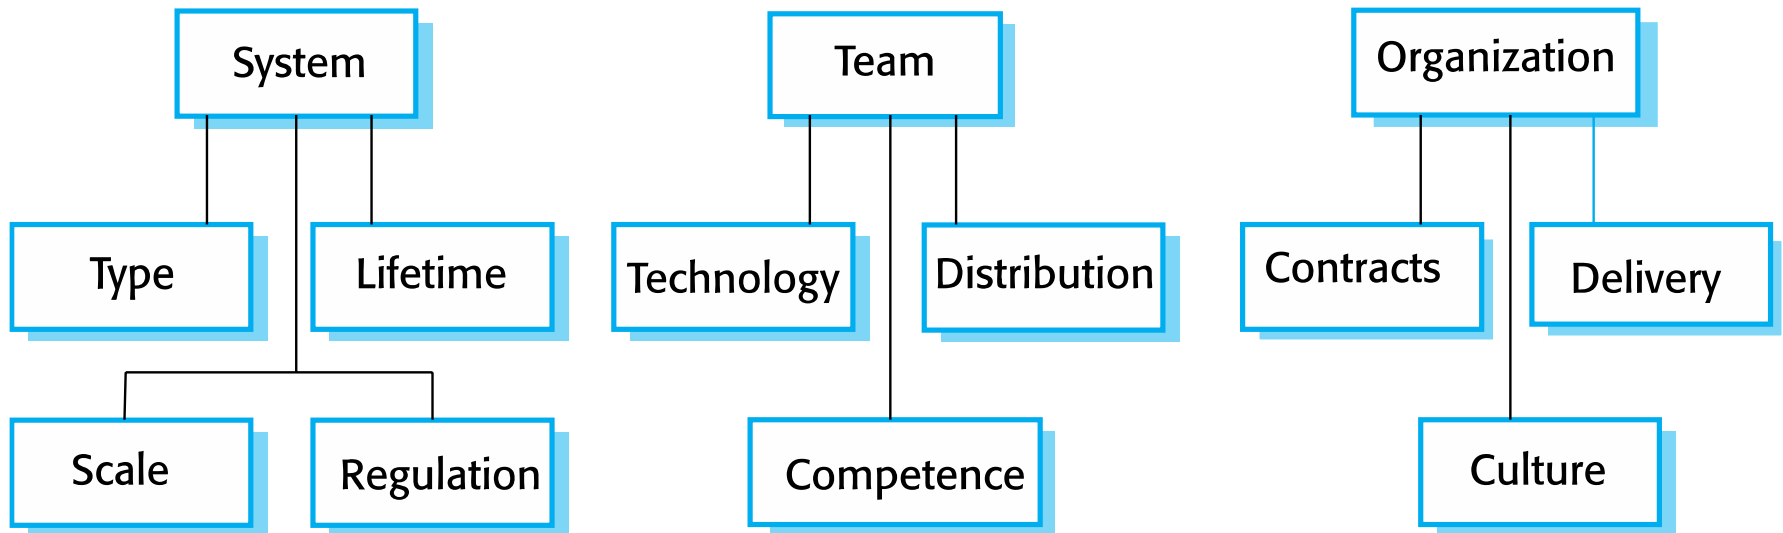 System
Team
Organization
Type
Lifetime
Technology
Distribution
Contracts
Delivery
Scale
Regulation
Competence
Culture